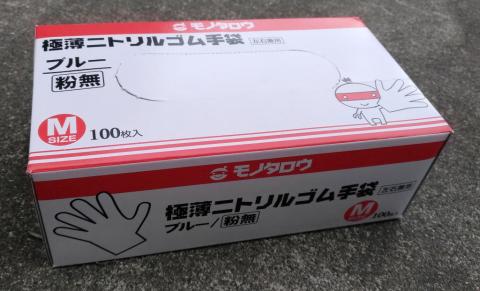 モノタロウ
極薄ニトリルゴム手袋 左右兼用
ブルー
粉無
M
SIZE
100枚入
モノタロウ
極薄ニトリルゴム手袋 左右兼用
ブルー/粉無
M
SIZE
100枚入